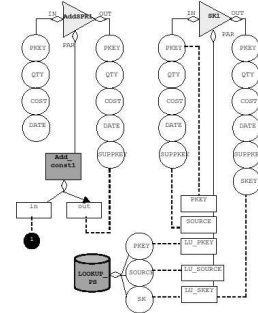 IN
AddSPK1
OUT
PAR
PKEY
QTY
COST
DATE
PKEY
QTY
COST
DATE
SUPPKEY
Add_
const1
in
out
1
IN
SK1
OUT
PAR
PKEY
QTY
COST
DATE
SUPPKEY
PKEY
QTY
COST
DATE
SUPPKEY
SKEY
PKEY
SOURCE
LU_PKEY
LU_SOURCE
LU_SKEY
LOOKUP_
PS
PKEY
SOURCE
SK